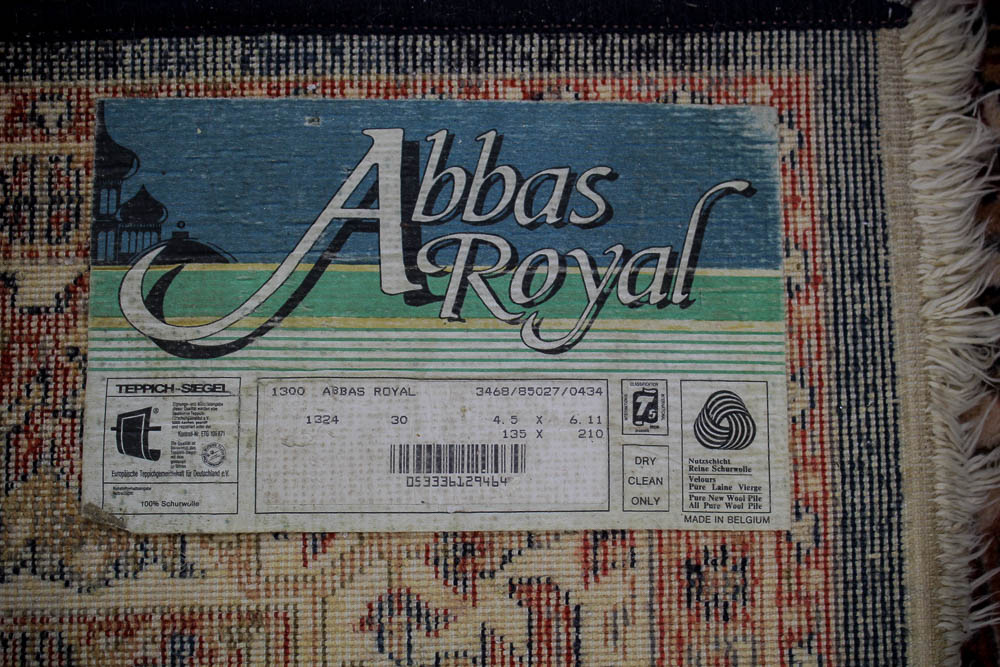 Abbas
Royal
TEPPICH-SIEGEL
Europäische Teppichgemeinschaft für Deutschland e.V.
100% Schurwolle
1300 ABBAS ROYAL 3468/85027/0434
1324 30 4. 5 X 6. 11
135 X 210
053336129464
DRY
CLEAN
ONLY
Nutzschicht
Reine Schurwolle
Velours
Pure Laine Vierge
Pure New Wool Pile
All Pure Wool Pile
MADE IN BELGIUM